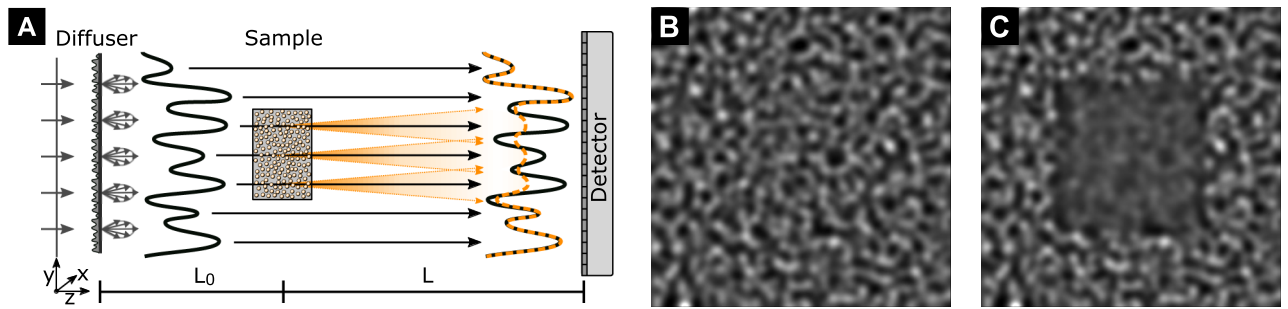 A
Diffuser
Sample
Detector
y
x
z
L₀
L
B
C